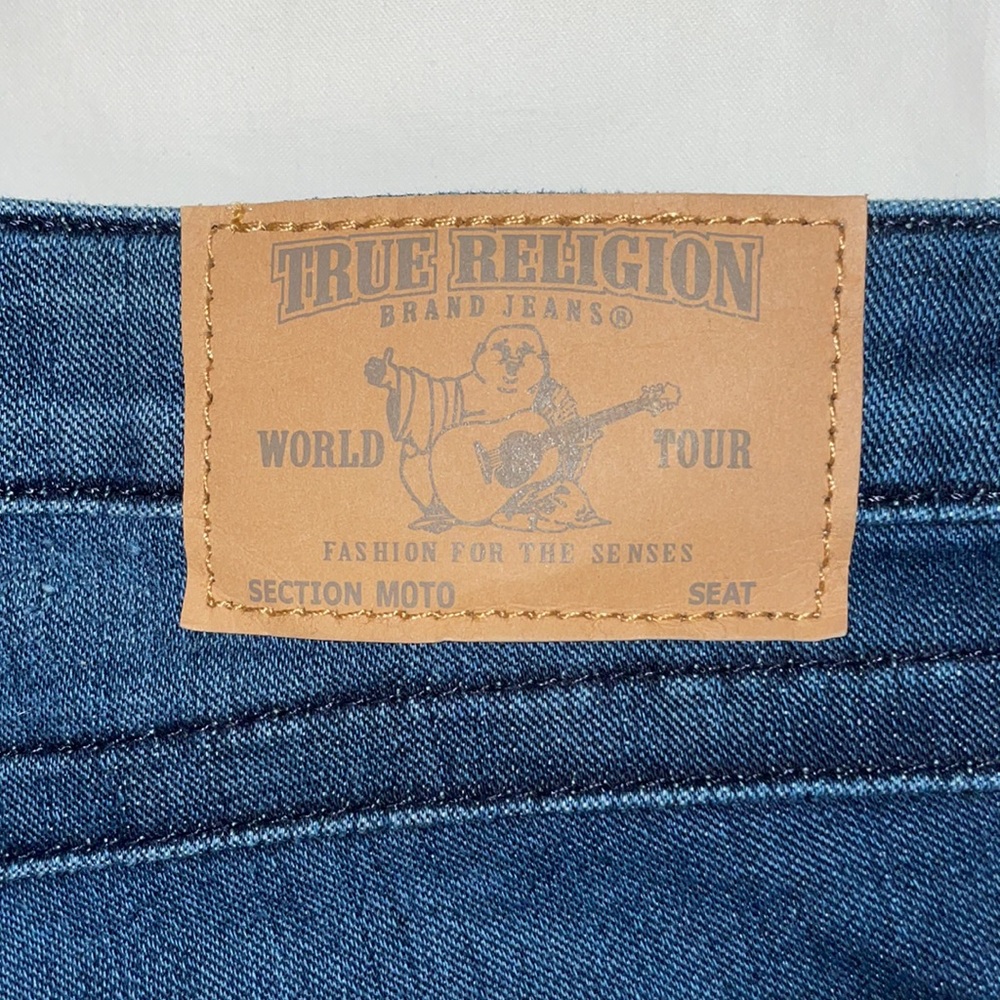 TRUE RELIGION
BRAND JEANS®
WORLD TOUR
FASHION FOR THE SENSES
SECTION MOTO SEAT